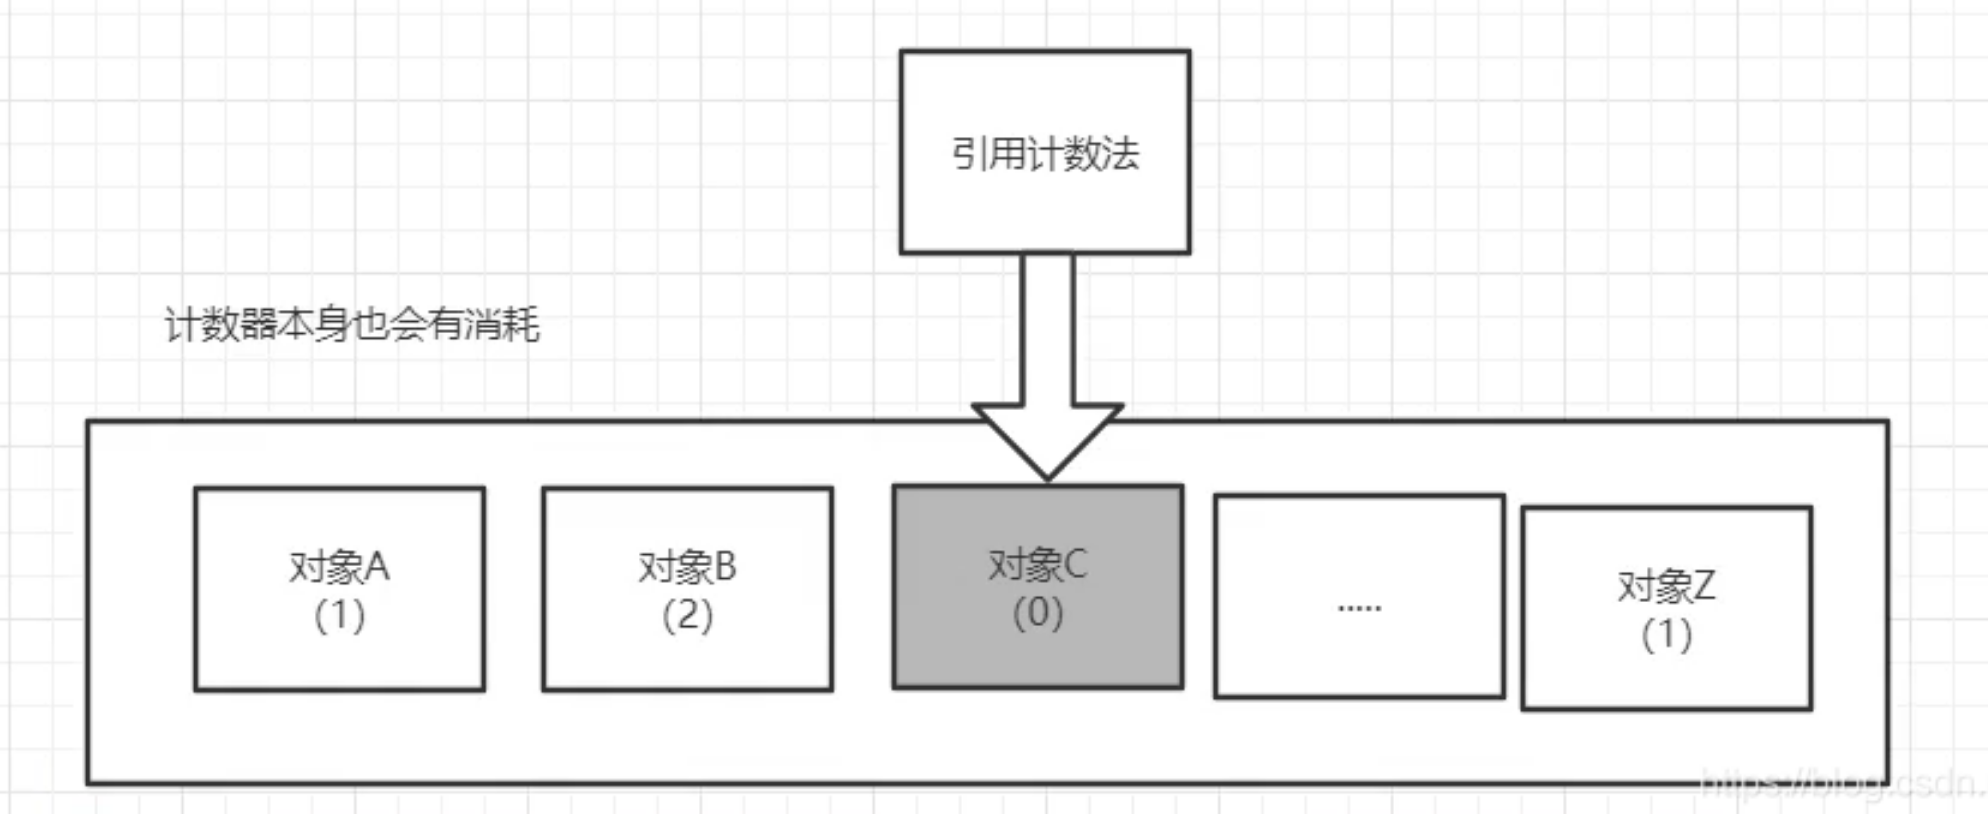 引用计数法
计数器本身也会有消耗
对象A
(1)
对象B
(2)
对象C
(0)
.....
对象Z
(1)
https://blog.csdn.